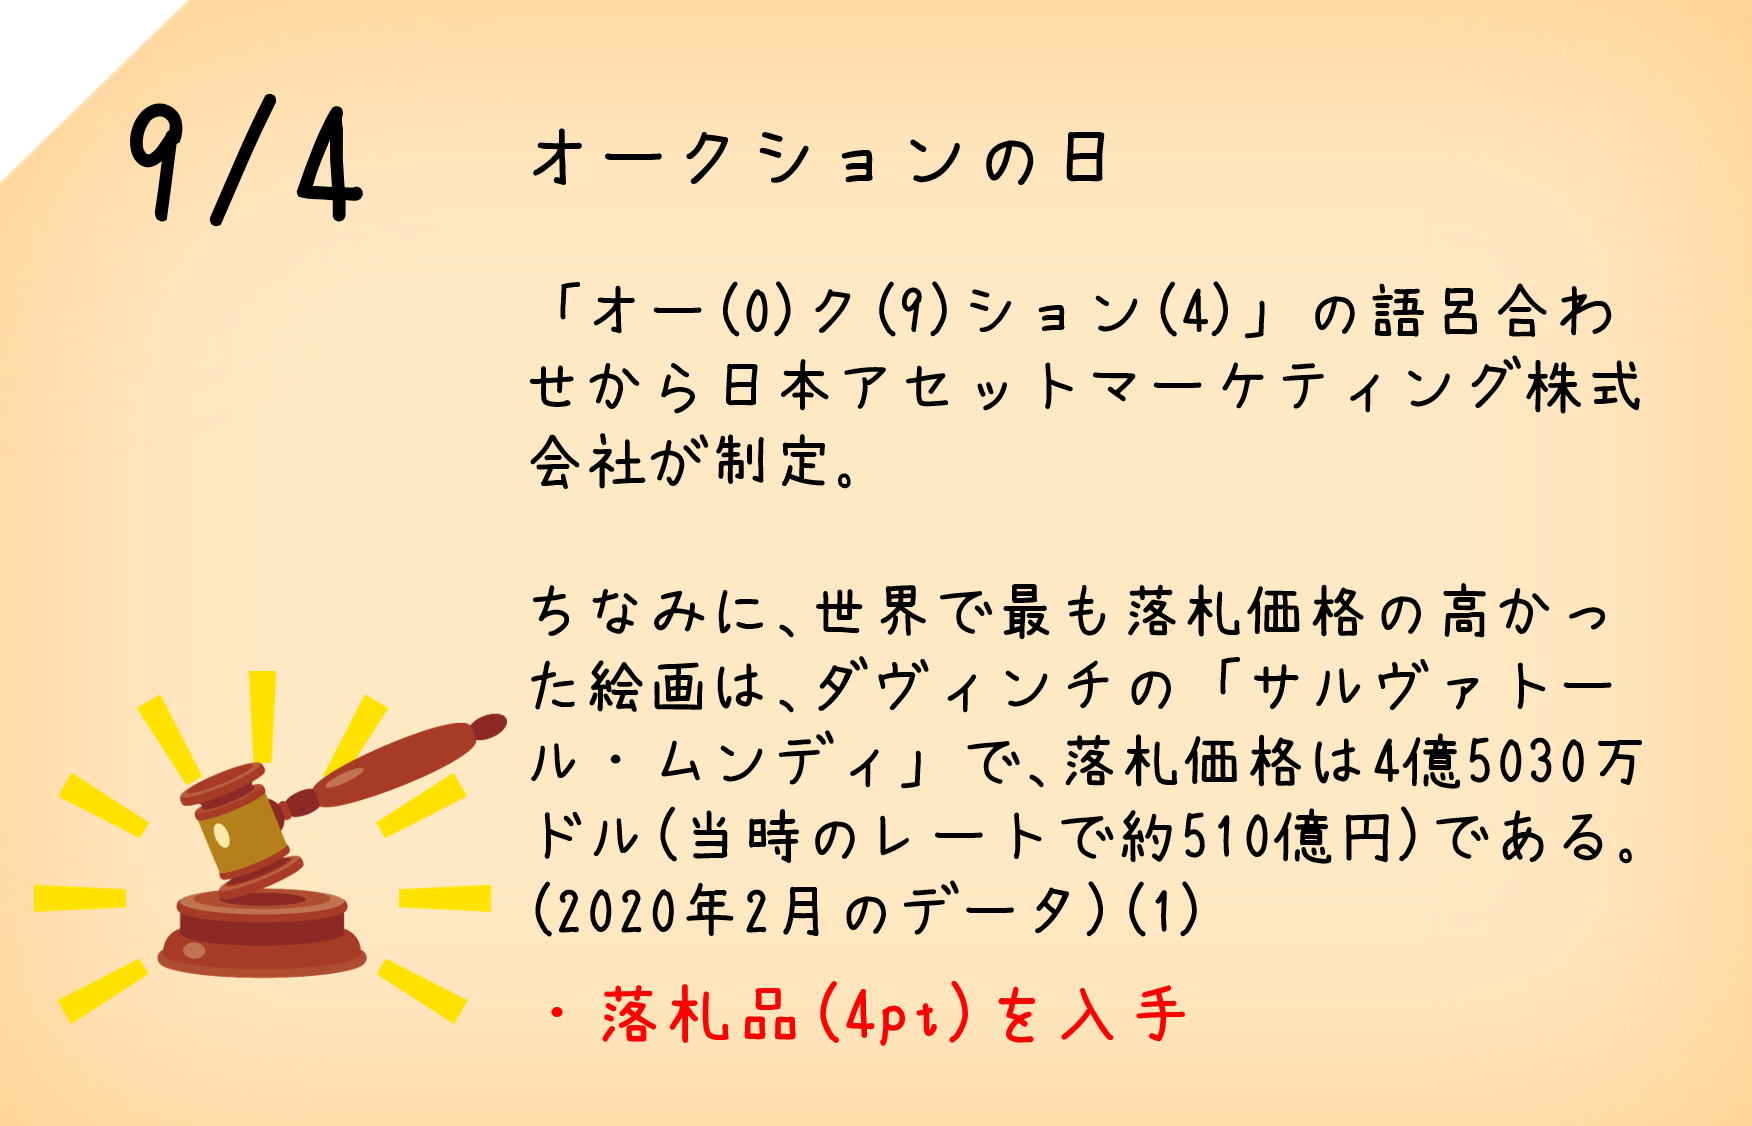 9/4
オークションの日
「オー(0)ク(9)ション(4)」の語呂合わ
せから日本アセットマーケティング株式
会社が制定。
ちなみに、世界で最も落札価格の高かっ
た絵画は、ダヴィンチの「サルヴァトー
ル・ムンディ」で、落札価格は4億5030万
ドル(当時のレートで約510億円)である。
(2020年2月のデータ)(1)
・落札品(4pt)を入手